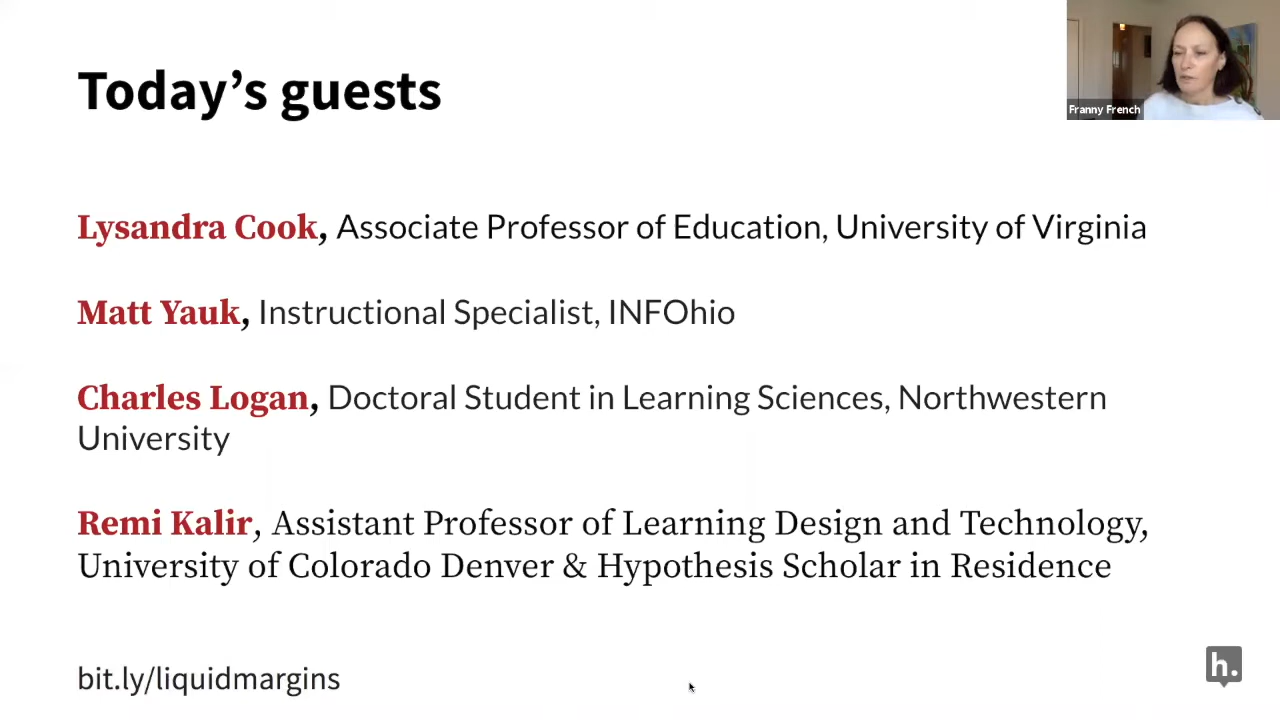 Today’s guests
Franny French
Lysandra Cook, Associate Professor of Education, University of Virginia
Matt Yauk, Instructional Specialist, INFOhio
Charles Logan, Doctoral Student in Learning Sciences, Northwestern
University
Remi Kalir, Assistant Professor of Learning Design and Technology,
University of Colorado Denver & Hypothesis Scholar in Residence
bit.ly/liquidmargins
h.